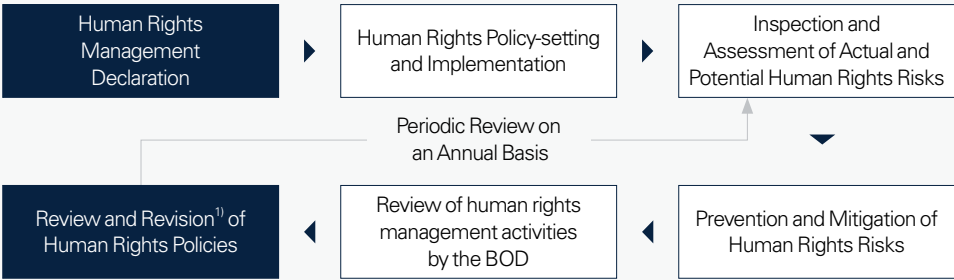 Human Rights
Management
Declaration
Human Rights Policy-setting
and Implementation
Inspection and
Assessment of Actual and
Potential Human Rights Risks
Periodic Review on
an Annual Basis
Review and Revision¹⁾ of
Human Rights Policies
Review of human rights
management activities
by the BOD
Prevention and Mitigation of
Human Rights Risks